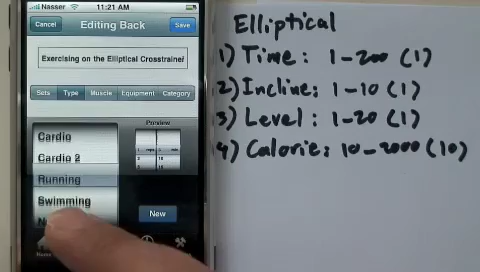 Nasser 11:21 AM
Cancel Editing Back Save
Exercising on the Elliptical Crosstrainer
Sets Type Muscle Equipment Category
Preview
Cardio
Cardio 2
Running
Swimming
New
Elliptical
1) Time: 1-200 (1)
2) Incline: 1-10 (1)
3) Level: 1-20 (1)
4) Calorie: 10-2000 (10)